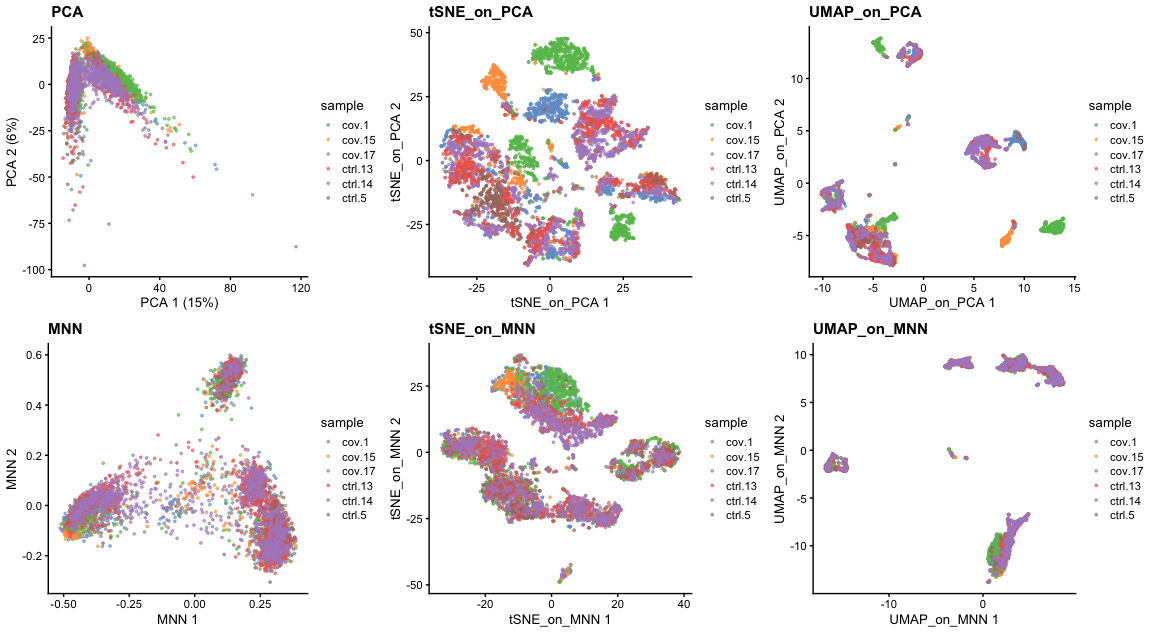 PCA
25
0
-25
-50
-75
-100
0
40
80
120
PCA 1 (15%)
PCA 2 (6%)
sample
cov.1
cov.15
cov.17
ctrl.13
ctrl.14
ctrl.5
tSNE_on_PCA
50
25
0
-25
-25
0
25
tSNE_on_PCA 1
tSNE_on_PCA 2
sample
cov.1
cov.15
cov.17
ctrl.13
ctrl.14
ctrl.5
UMAP_on_PCA
10
5
0
-5
-10
-5
0
5
10
15
UMAP_on_PCA 1
UMAP_on_PCA 2
sample
cov.1
cov.15
cov.17
ctrl.13
ctrl.14
ctrl.5
MNN
0.6
0.4
0.2
0.0
-0.2
-0.50
-0.25
0.00
0.25
MNN 1
MNN 2
sample
cov.1
cov.15
cov.17
ctrl.13
ctrl.14
ctrl.5
tSNE_on_MNN
25
0
-25
-50
-20
0
20
40
tSNE_on_MNN 1
tSNE_on_MNN 2
sample
cov.1
cov.15
cov.17
ctrl.13
ctrl.14
ctrl.5
UMAP_on_MNN
10
5
0
-5
-10
-10
0
UMAP_on_MNN 1
UMAP_on_MNN 2
sample
cov.1
cov.15
cov.17
ctrl.13
ctrl.14
ctrl.5